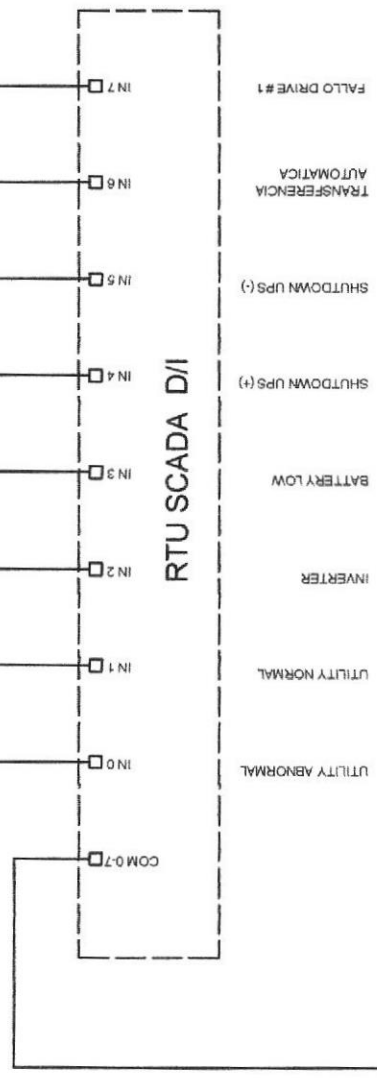 IN 7
FALLO DRIVE #1
IN 6
TRANSFERENCIA
AUTOMATICA
IN 5
SHUTDOWN UPS (-)
IN 4
SHUTDOWN UPS (+)
RTU SCADA D/I
IN 3
BATTERY LOW
IN 2
INVERTER
IN 1
UTILITY NORMAL
IN 0
UTILITY ABNORMAL
COM 0-7